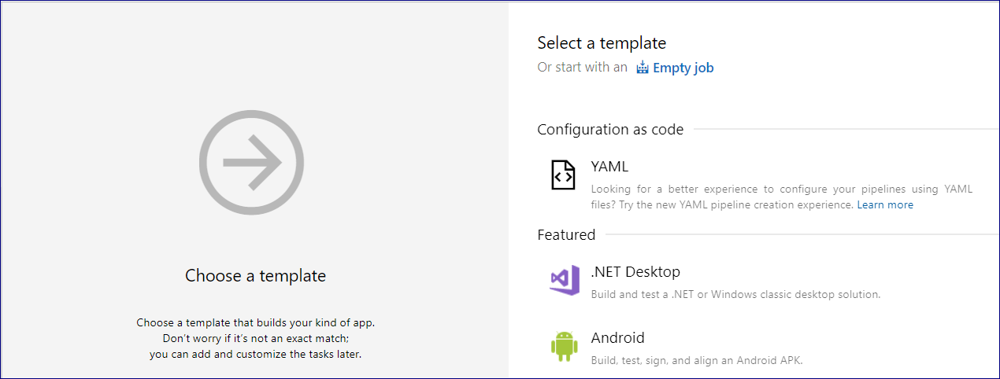 Choose a template
Choose a template that builds your kind of app.
Don't worry if it's not an exact match;
you can add and customize the tasks later.
Select a template
Or start with an Empty job
Configuration as code
YAML
Looking for a better experience to configure your pipelines using YAML
files? Try the new YAML pipeline creation experience. Learn more
Featured
.NET Desktop
Build and test a .NET or Windows classic desktop solution.
Android
Build, test, sign, and align an Android APK.